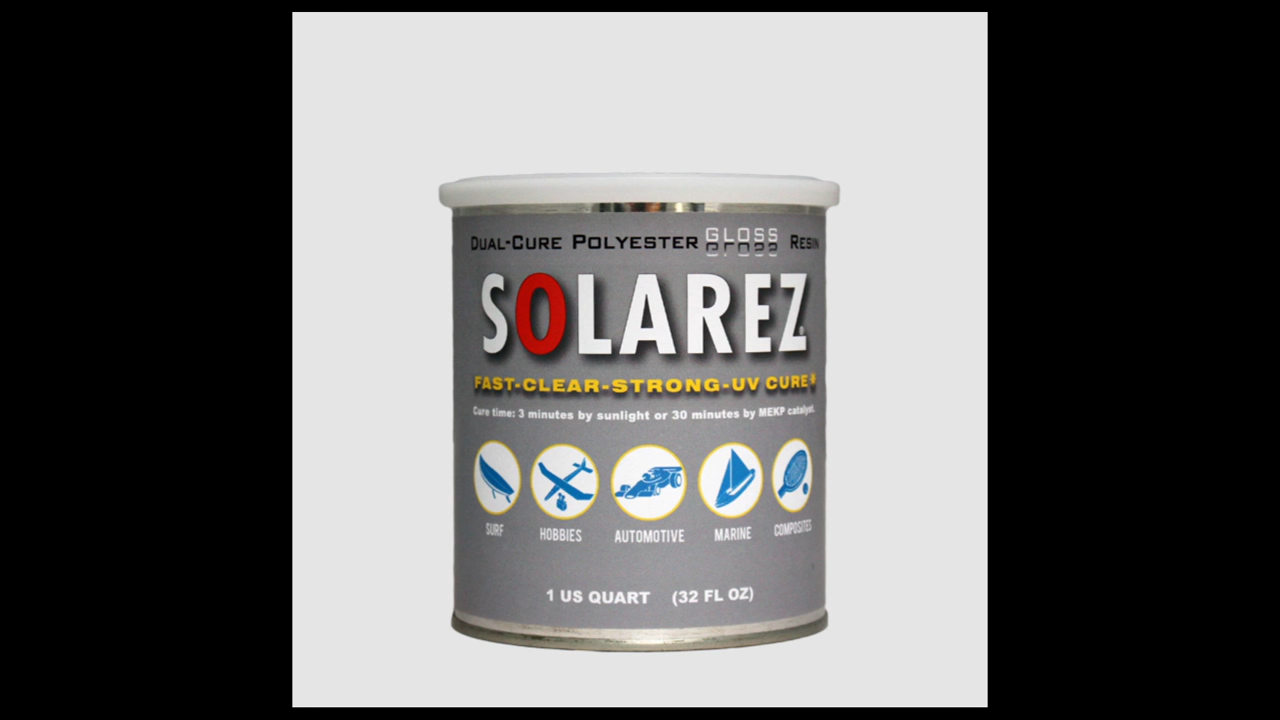 DUAL-CURE POLYESTER GLOSS RESIN
SOLAREZ®
FAST-CLEAR-STRONG-UV CURE*
Cure time: 3 minutes by sunlight or 30 minutes by MEKP catalyst.
SURF HOBBIES AUTOMOTIVE MARINE COMPOSITES
1 US QUART (32 FL OZ)